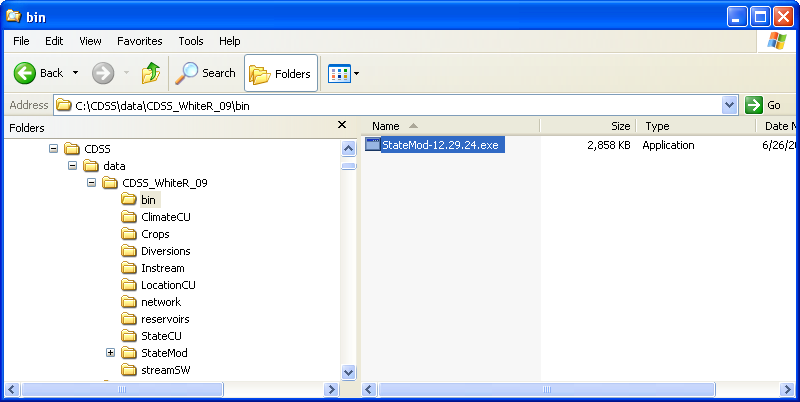 bin
File Edit View Favorites Tools Help
Back Search Folders
Address C:\CDSS\data\CDSS_WhiteR_09\bin Go
Folders
Name Size Type Date M
StateMod-12.29.24.exe 2,858 KB Application 6/26/20
CDSS
data
CDSS_WhiteR_09
bin
ClimateCU
Crops
Diversions
Instream
LocationCU
network
reservoirs
StateCU
StateMod
streamSW